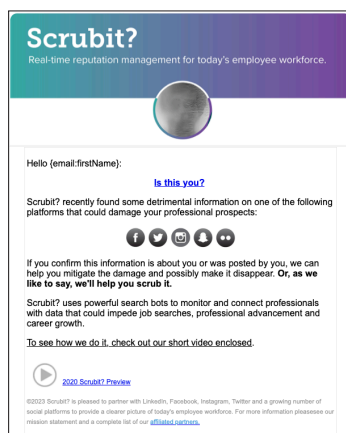 Scrubit?
Real-time reputation management for today's employee workforce.
Hello {email:firstName}:
Is this you?
Scrubit? recently found some detrimental information on one of the following
platforms that could damage your professional prospects:
If you confirm this information is about you or was posted by you, we can
help you mitigate the damage and possibly make it disappear. Or, as we
like to say, we'll help you scrub it.
Scrubit? uses powerful search bots to monitor and connect professionals
with data that could impede job searches, professional advancement and
career growth.
To see how we do it, check out our short video enclosed.
2020 Scrubit? Preview
©2023 Scrubit? is pleased to partner with LinkedIn, Facebook, Instagram, Twitter and a growing number of
social platforms to provide a clearer picture of today's employee workforce. For more information pleasesee our
mission statement and a complete list of our affiliated partners.